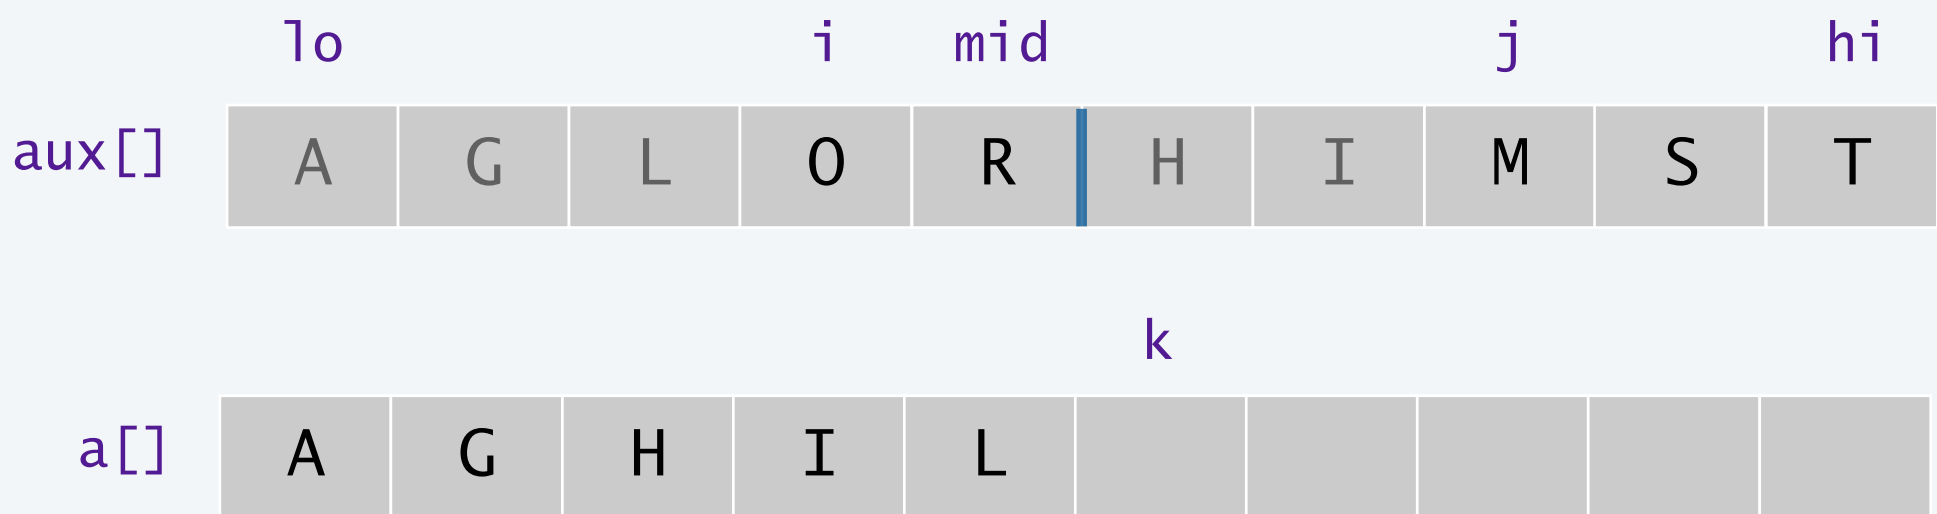 lo i mid j hi
aux[] A G L O R H I M S T
k
a[] A G H I L